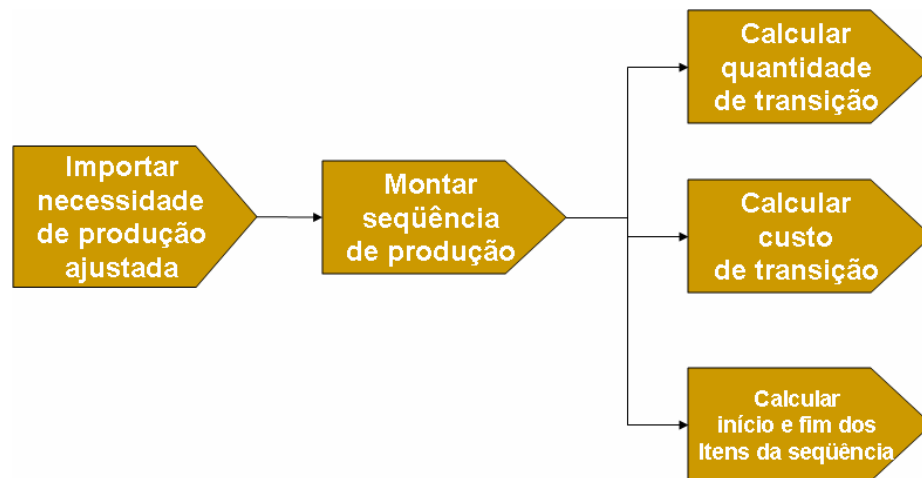 Importar
necessidade
de produção
ajustada
Montar
seqüência
de produção
Calcular
quantidade
de transição
Calcular
custo
de transição
Calcular
início e fim dos
Itens da seqüência